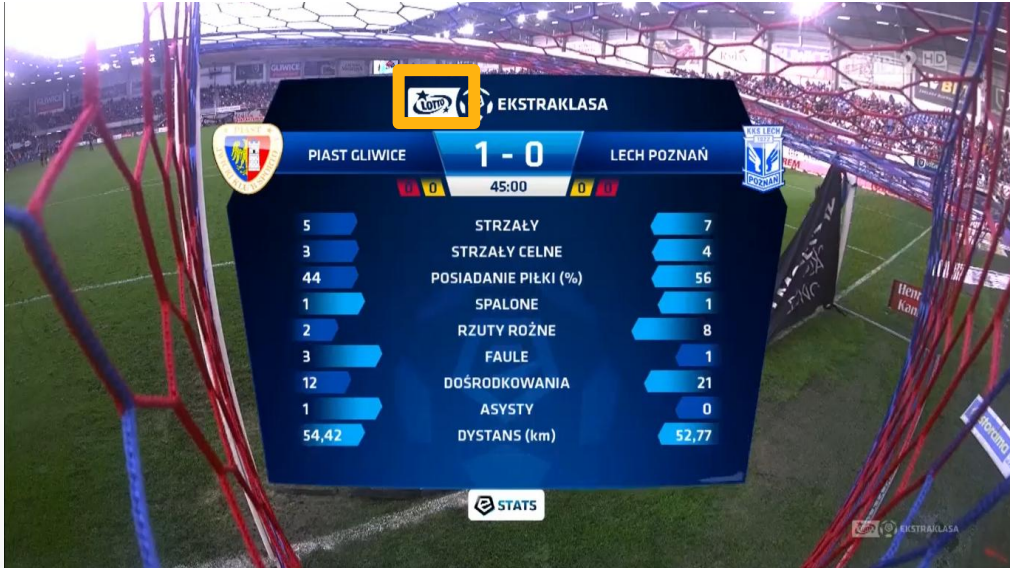 LOTTO EKSTRAKLASA
PIAST GLIWICE 1 - 0 LECH POZNAŃ
0 0 45:00 0 0
5 STRZAŁY 7
3 STRZAŁY CELNE 4
44 POSIADANIE PIŁKI (%) 56
1 SPALONE 1
2 RZUTY ROŻNE 8
3 FAULE 1
12 DOŚRODKOWANIA 21
1 ASYSTY 0
54,42 DYSTANS (km) 52,77
STATS
KKS LECH
POZNAŃ
PIAST
GLIWICE
HD
LOTTO EKSTRAKLASA